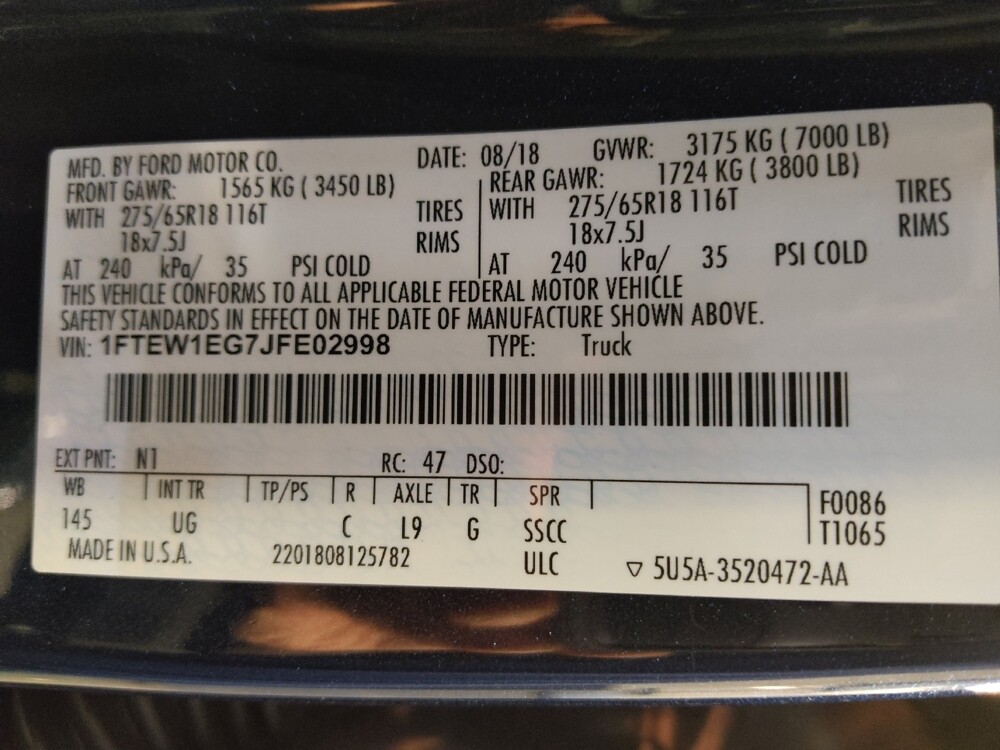 MFD. BY FORD MOTOR CO. DATE: 08/18 GVWR: 3175 KG ( 7000 LB)
FRONT GAWR: 1565 KG ( 3450 LB) REAR GAWR: 1724 KG ( 3800 LB)
WITH 275/65R18 116T TIRES WITH 275/65R18 116T TIRES
18x7.5J RIMS 18x7.5J RIMS
AT 240 kPa/ 35 PSI COLD AT 240 kPa/ 35 PSI COLD
THIS VEHICLE CONFORMS TO ALL APPLICABLE FEDERAL MOTOR VEHICLE
SAFETY STANDARDS IN EFFECT ON THE DATE OF MANUFACTURE SHOWN ABOVE.
VIN: 1FTEW1EG7JFE02998 TYPE: Truck
EXT PNT: N1 RC: 47 DSO:
WB INT TR TP/PS R AXLE TR SPR F0086
145 UG C L9 G SSCC T1065
MADE IN U.S.A. 2201808125782 ULC ▽ 5U5A-3520472-AA